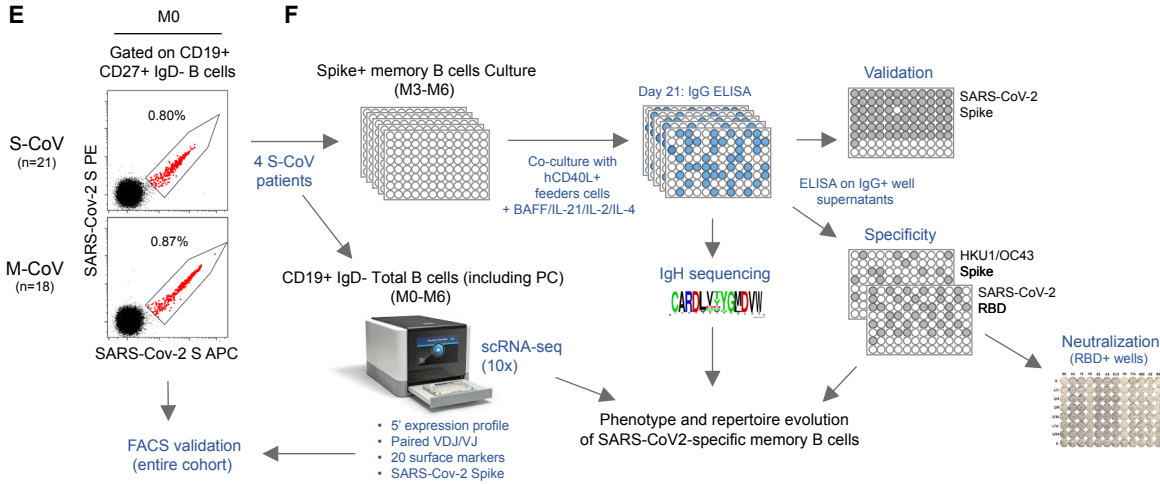 E
M0
Gated on CD19+
CD27+ IgD- B cells
0.80%
S-CoV
(n=21)
0.87%
M-CoV
(n=18)
SARS-Cov-2 S PE
SARS-Cov-2 S APC
FACS validation
(entire cohort)
F
4 S-CoV
patients
Spike+ memory B cells Culture
(M3-M6)
Co-culture with
hCD40L+
feeders cells
+ BAFF/IL-21/IL-2/IL-4
Day 21: IgG ELISA
Validation
SARS-CoV-2
Spike
ELISA on IgG+ well
supernatants
Specificity
HKU1/OC43
Spike
SARS-CoV-2
RBD
Neutralization
(RBD+ wells)
IgH sequencing
CD19+ IgD- Total B cells (including PC)
(M0-M6)
scRNA-seq
(10x)
• 5' expression profile
• Paired VDJ/VJ
• 20 surface markers
• SARS-Cov-2 Spike
Phenotype and repertoire evolution
of SARS-CoV2-specific memory B cells